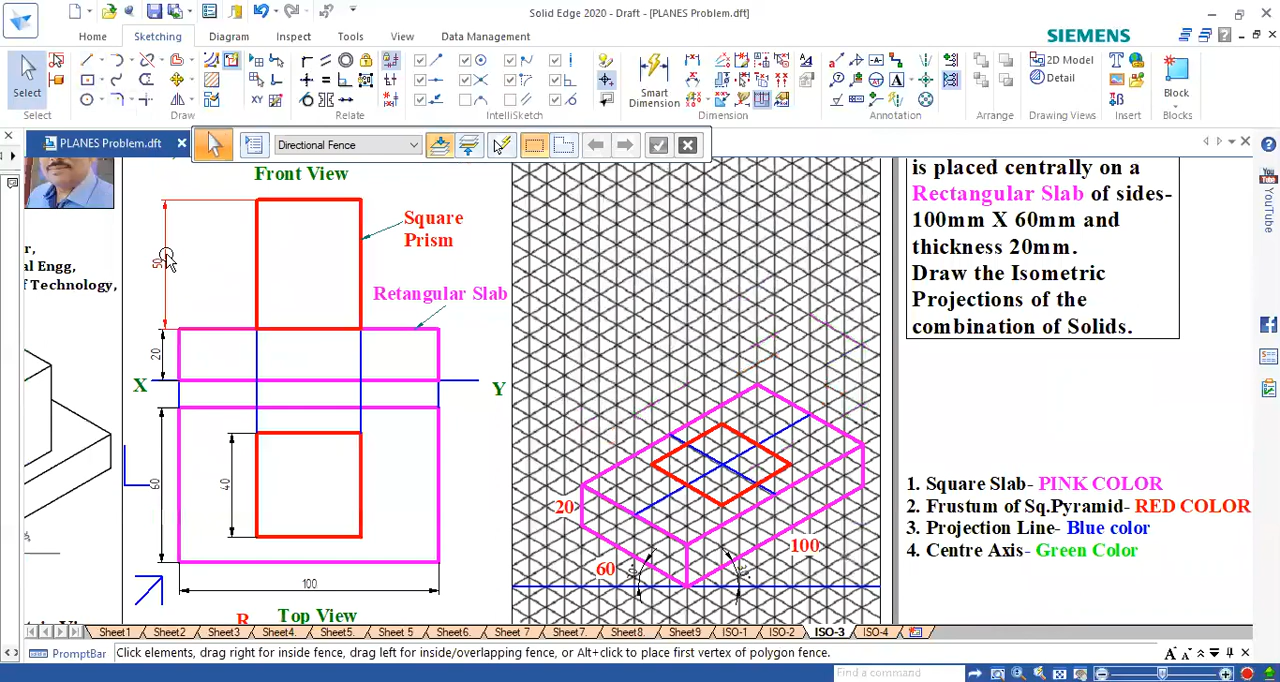 Solid Edge 2020 - Draft - [PLANES Problem.dft]
Home
Sketching
Diagram
Inspect
Tools
View
Data Management
SIEMENS
Select
Smart
Dimension
2D Model
Detail
Block
Select
Draw
Relate
IntelliSketch
Dimension
Annotation
Arrange
Drawing Views
Insert
Blocks
PLANES Problem.dft
Directional Fence
YouTube
Front View
Square
Prism
Retangular Slab
50
20
X
Y
60
40
100
Top View
R
r,
al Engg,
f Technology,
20
60
100
is placed centrally on a
Rectangular Slab of sides-
100mm X 60mm and
thickness 20mm.
Draw the Isometric
Projections of the
combination of Solids.
1. Square Slab- PINK COLOR
2. Frustum of Sq.Pyramid- RED COLOR
3. Projection Line- Blue color
4. Centre Axis- Green Color
Sheet1
Sheet2
Sheet3
Sheet4.
Sheet5.
Sheet 5
Sheet6.
Sheet 7
Sheet7.
Sheet8.
Sheet9
ISO-1
ISO-2
ISO-3
ISO-4
PromptBar
Click elements, drag right for inside fence, drag left for inside/overlapping fence, or Alt+click to place first vertex of polygon fence.
Find a command